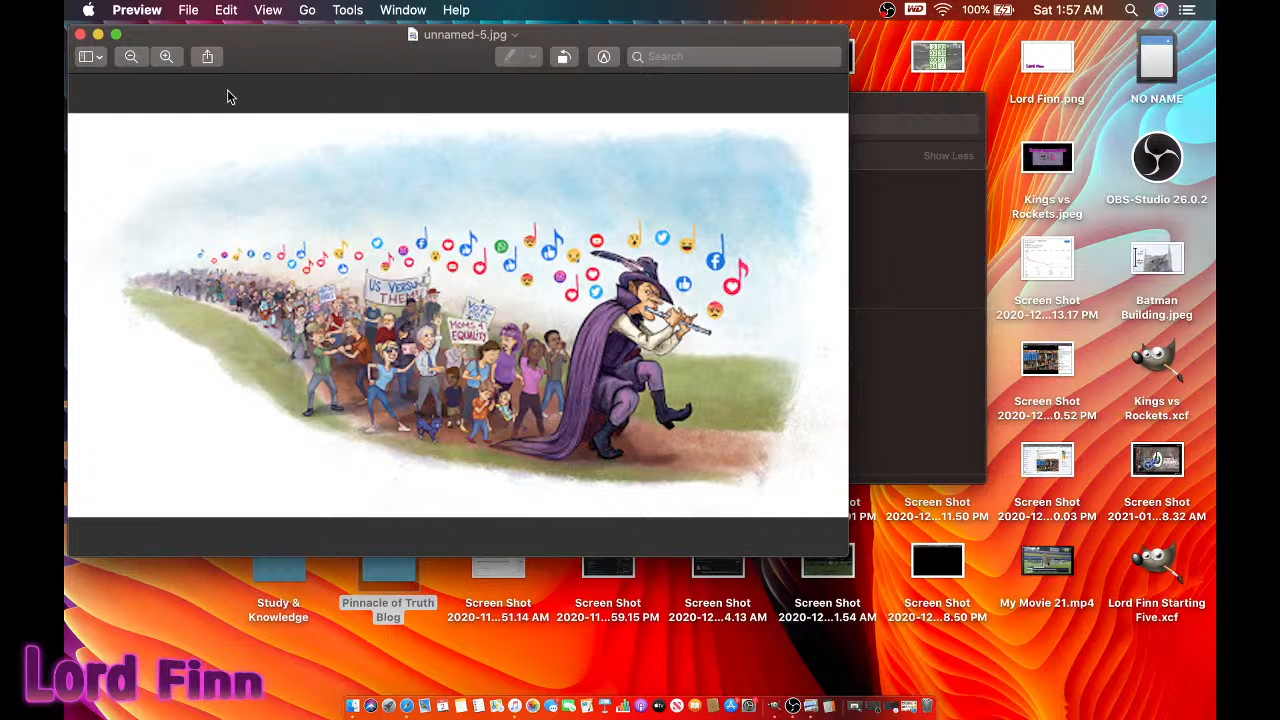 Preview File Edit View Go Tools Window Help
WD 100% Sat 1:57 AM
unnamed-5.jpg
Search
Show Less
US VERSUS
THEM
MOMS 4
EQUALITY
Lord Finn.png
NO NAME
Kings vs
Rockets.jpeg
OBS-Studio 26.0.2
Screen Shot
2020-12...13.17 PM
Batman
Building.jpeg
Screen Shot
2020-12...0.52 PM
Kings vs
Rockets.xcf
01 PM
Screen Shot
2020-12...11.50 PM
Screen Shot
2020-12...0.03 PM
Screen Shot
2021-01...8.32 AM
Study &
Knowledge
Pinnacle of Truth
Blog
Screen Shot
2020-11...51.14 AM
Screen Shot
2020-11...59.15 PM
Screen Shot
2020-12...4.13 AM
Screen Shot
2020-12...1.54 AM
Screen Shot
2020-12...8.50 PM
My Movie 21.mp4
Lord Finn Starting
Five.xcf
Lord Finn